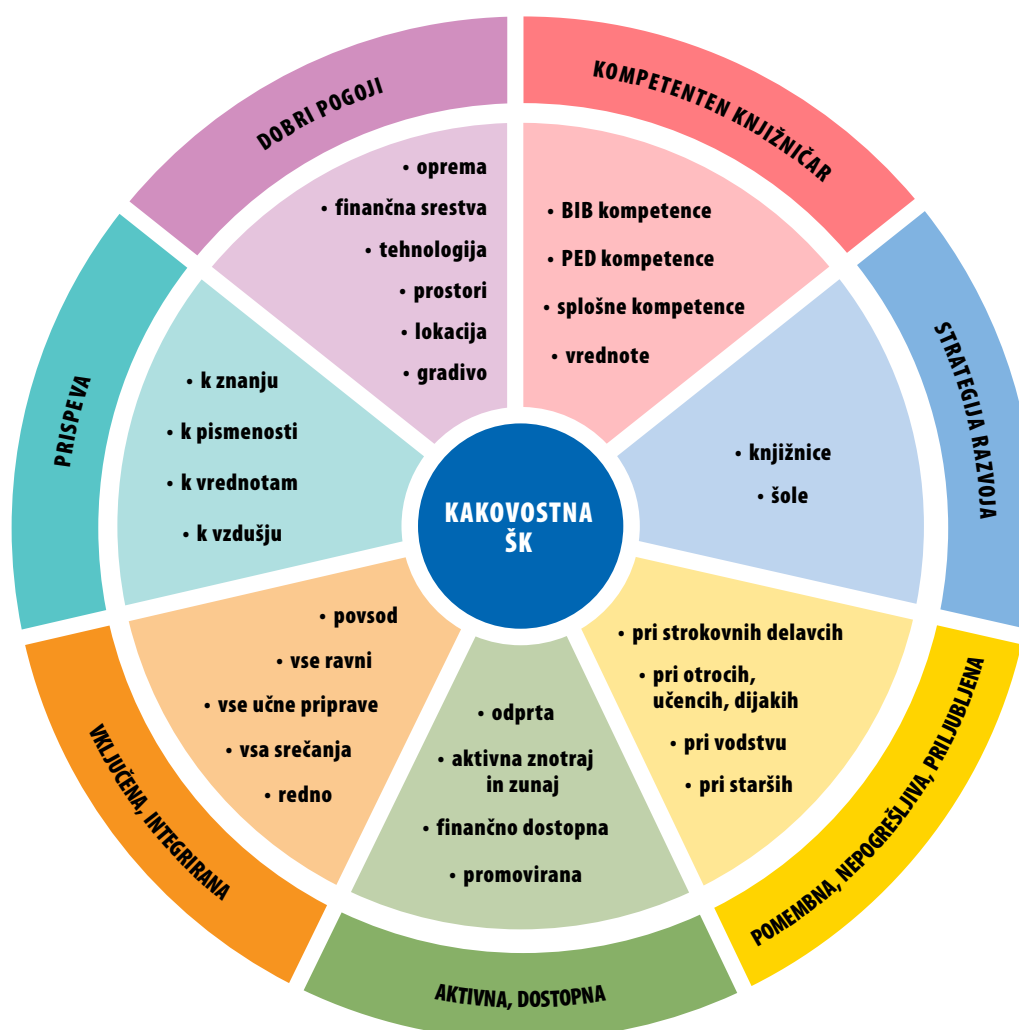 DOBRI POGOJI
• oprema
• finančna srestva
• tehnologija
• prostori
• lokacija
• gradivo
KOMPETENTEN KNJIŽNIČAR
• BIB kompetence
• PED kompetence
• splošne kompetence
• vrednote
STRATEGIJA RAZVOJA
• knjižnice
• šole
POMEMBNA, NEPOGREŠLJIVA, PRILJUBLJENA
• pri strokovnih delavcih
• pri otrocih,
učencih, dijakih
• pri vodstvu
• pri starših
AKTIVNA, DOSTOPNA
• odprta
• aktivna znotraj
in zunaj
• finančno dostopna
• promovirana
VKLJUČENA, INTEGRIRANA
• povsod
• vse ravni
• vse učne priprave
• vsa srečanja
• redno
PRISPEVA
• k znanju
• k pismenosti
• k vrednotam
• k vzdušju
KAKOVOSTNA
ŠK